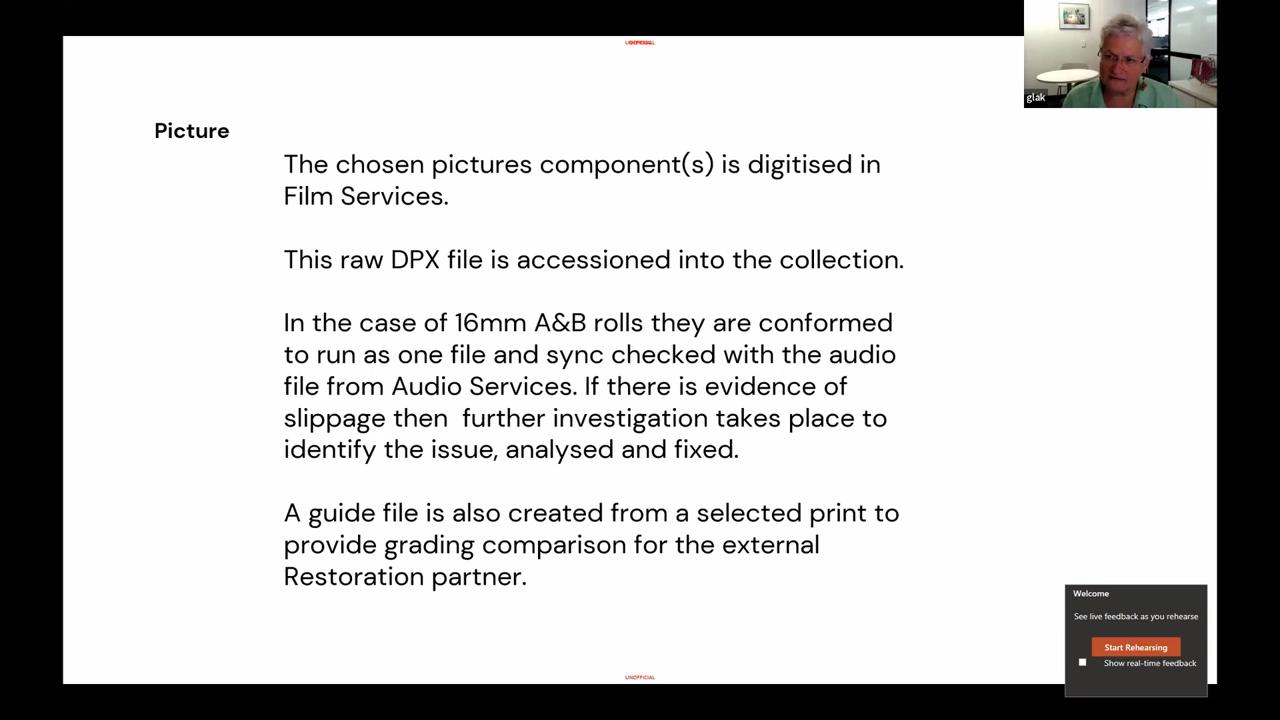 UNOFFICIAL
glak
Picture
The chosen pictures component(s) is digitised in
Film Services.
This raw DPX file is accessioned into the collection.
In the case of 16mm A&B rolls they are conformed
to run as one file and sync checked with the audio
file from Audio Services. If there is evidence of
slippage then  further investigation takes place to
identify the issue, analysed and fixed.
A guide file is also created from a selected print to
provide grading comparison for the external
Restoration partner.
Welcome
See live feedback as you rehearse
Start Rehearsing
Show real-time feedback
UNOFFICIAL